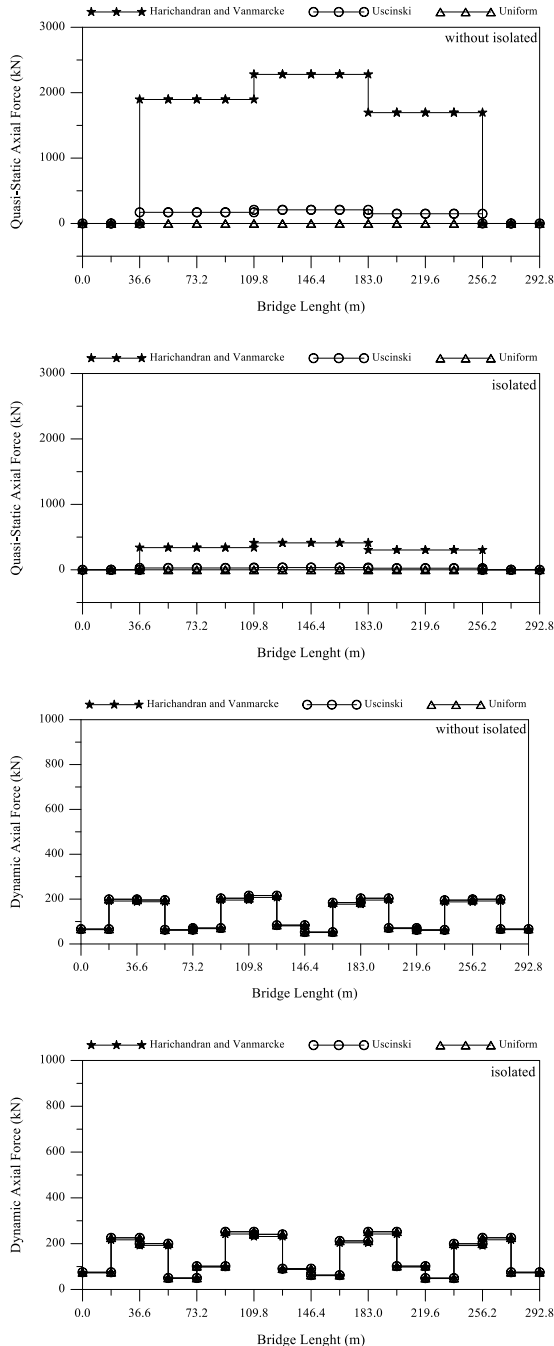 Harichandran and Vanmarcke Uscinski Uniform
without isolated
3000
2000
1000
0
Quasi-Static Axial Force (kN)
0.0 36.6 73.2 109.8 146.4 183.0 219.6 256.2 292.8
Bridge Lenght (m)
Harichandran and Vanmarcke Uscinski Uniform
isolated
3000
2000
1000
0
Quasi-Static Axial Force (kN)
0.0 36.6 73.2 109.8 146.4 183.0 219.6 256.2 292.8
Bridge Lenght (m)
Harichandran and Vanmarcke Uscinski Uniform
without isolated
1000
800
600
400
200
0
Dynamic Axial Force (kN)
0.0 36.6 73.2 109.8 146.4 183.0 219.6 256.2 292.8
Bridge Lenght (m)
Harichandran and Vanmarcke Uscinski Uniform
isolated
1000
800
600
400
200
0
Dynamic Axial Force (kN)
0.0 36.6 73.2 109.8 146.4 183.0 219.6 256.2 292.8
Bridge Lenght (m)